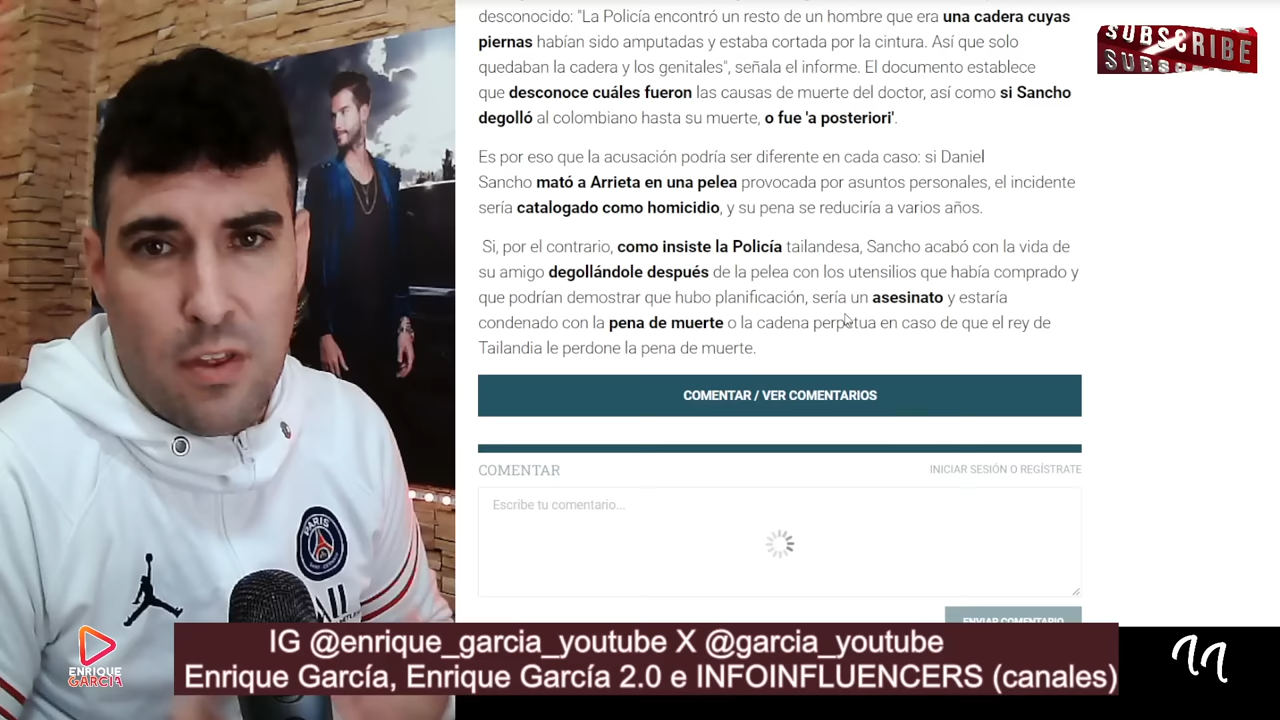 desconocido: "La Policía encontró un resto de un hombre que era una cadera cuyas
piernas habían sido amputadas y estaba cortada por la cintura. Así que solo
quedaban la cadera y los genitales", señala el informe. El documento establece
que desconoce cuáles fueron las causas de muerte del doctor, así como si Sancho
degolló al colombiano hasta su muerte, o fue 'a posteriori'.
Es por eso que la acusación podría ser diferente en cada caso: si Daniel
Sancho mató a Arrieta en una pelea provocada por asuntos personales, el incidente
sería catalogado como homicidio, y su pena se reduciría a varios años.
Si, por el contrario, como insiste la Policía tailandesa, Sancho acabó con la vida de
su amigo degollándole después de la pelea con los utensilios que había comprado y
que podrían demostrar que hubo planificación, sería un asesinato y estaría
condenado con la pena de muerte o la cadena perpetua en caso de que el rey de
Tailandia le perdone la pena de muerte.
COMENTAR / VER COMENTARIOS
COMENTAR
INICIAR SESIÓN O REGÍSTRATE
Escribe tu comentario...
ENVIAR COMENTARIO
SUBSCRIBE
SUBSCRIBE
PARIS
IG @enrique_garcia_youtube X @garcia_youtube
Enrique García, Enrique García 2.0 e INFOINFLUENCERS (canales)
ENRIQUE
GARCÍA